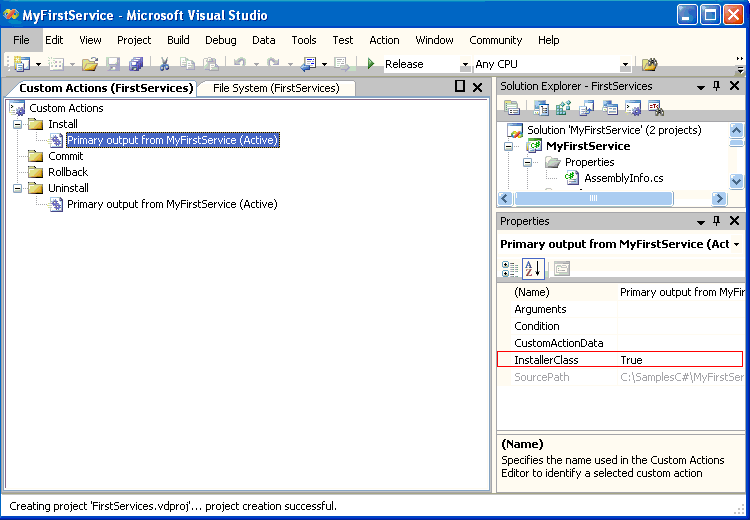 MyFirstService - Microsoft Visual Studio
File Edit View Project Build Debug Data Tools Test Action Window Community Help
Release Any CPU
Custom Actions (FirstServices) File System (FirstServices)
Custom Actions
Install
Primary output from MyFirstService (Active)
Commit
Rollback
Uninstall
Primary output from MyFirstService (Active)
Solution Explorer - FirstServices
Solution 'MyFirstService' (2 projects)
MyFirstService
Properties
AssemblyInfo.cs
Properties
Primary output from MyFirstService (Act
(Name) Primary output from MyFir
Arguments
Condition
CustomActionData
InstallerClass True
SourcePath C:\SamplesC#\MyFirstSer
(Name)
Specifies the name used in the Custom Actions
Editor to identify a selected custom action
Creating project 'FirstServices.vdproj'... project creation successful.